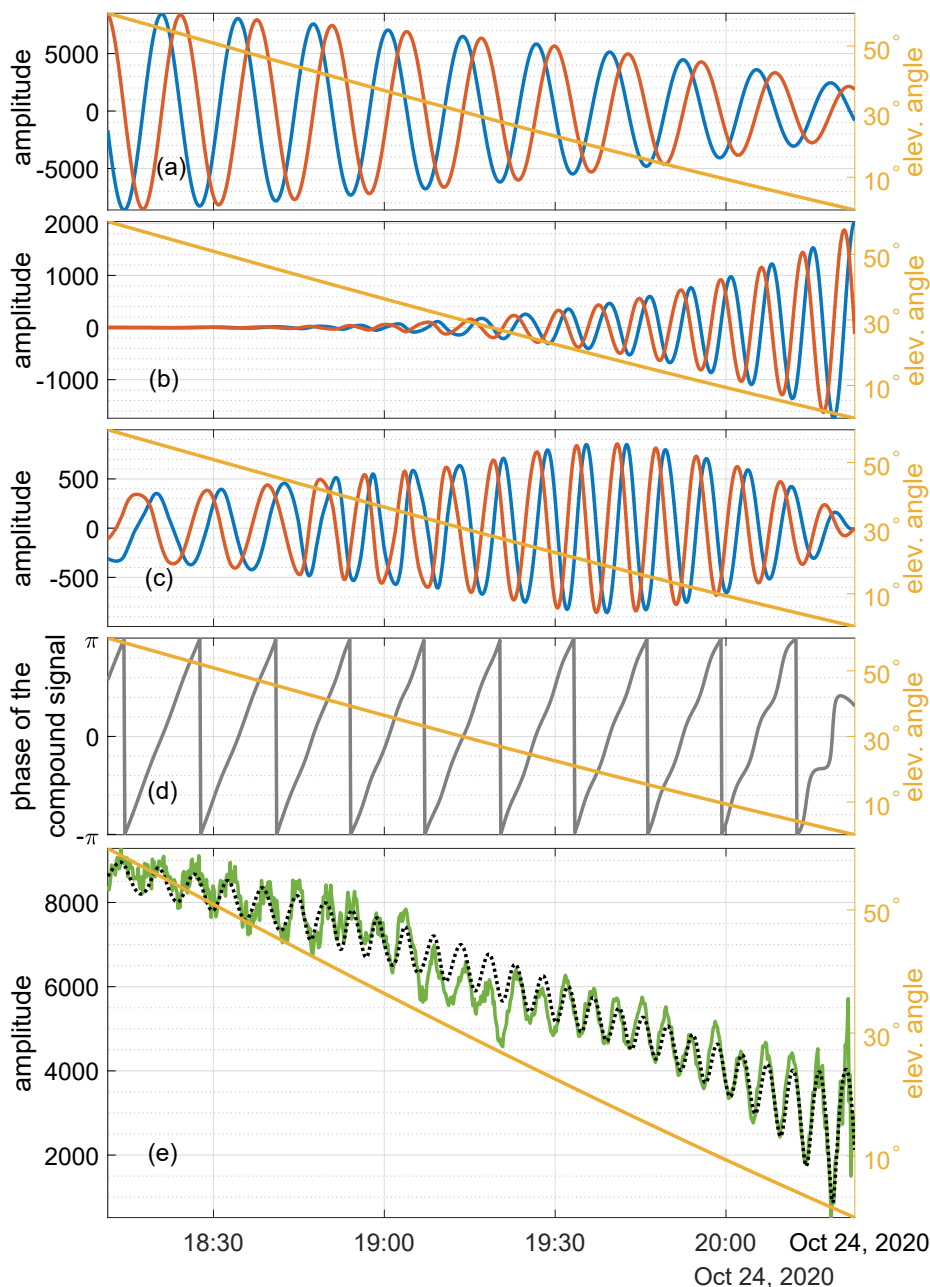 amplitude
5000
0
-5000
(a)
50°
30°
10°
elev. angle
amplitude
2000
1000
0
-1000
(b)
50°
30°
10°
elev. angle
amplitude
500
0
-500
(c)
50°
30°
10°
elev. angle
phase of the
compound signal
π
0
-π
(d)
50°
30°
10°
elev. angle
amplitude
8000
6000
4000
2000
(e)
50°
30°
10°
elev. angle
18:30 19:00 19:30 20:00 Oct 24, 2020
Oct 24, 2020